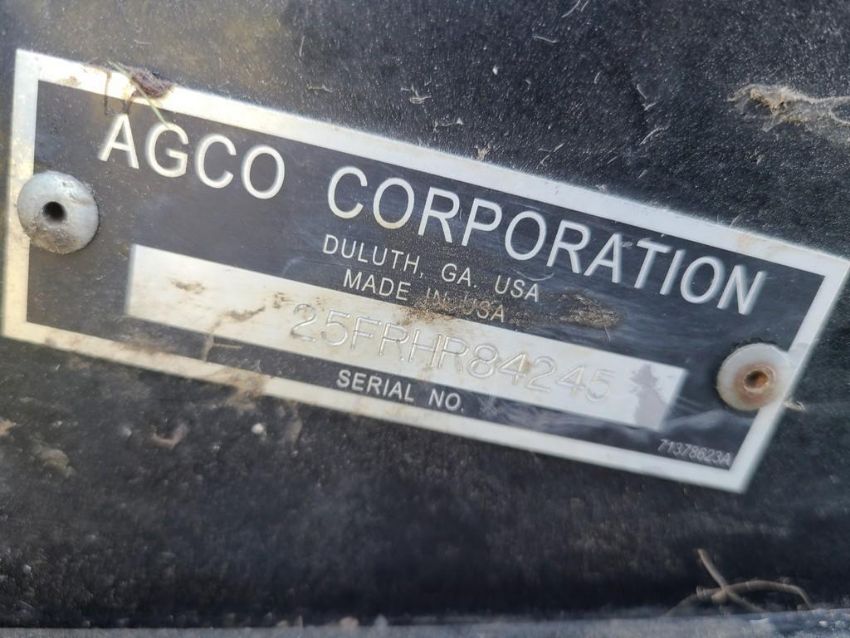 AGCO CORPORATION
DULUTH, GA, USA
MADE IN USA
25FRHR84245
SERIAL NO.
71378623A